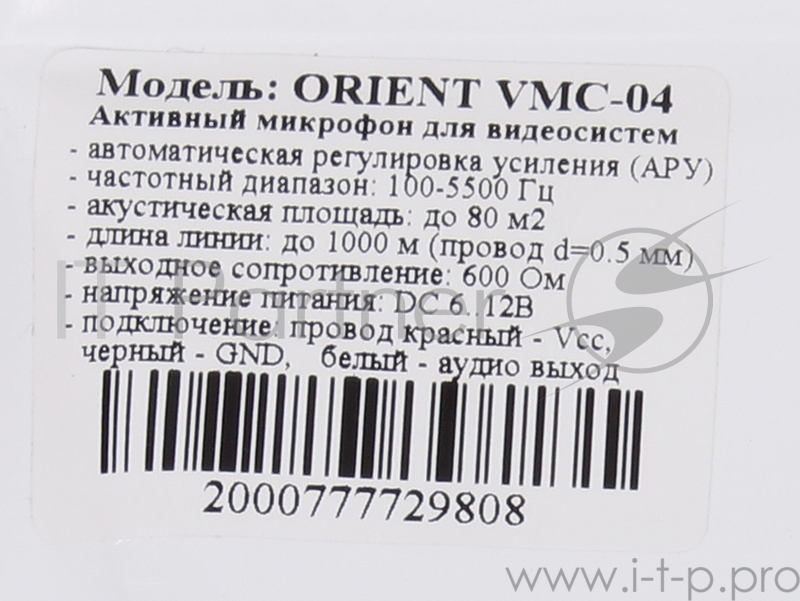 Модель: ORIENT VMC-04
Активный микрофон для видеосистем
- автоматическая регулировка усиления (АРУ)
- частотный диапазон: 100-5500 Гц
- акустическая площадь: до 80 м2
- длина линии: до 1000 м (провод d=0.5 мм)
- выходное сопротивление: 600 Ом
- напряжение питания: DC 6..12В
- подключение: провод красный - Vcc,
черный - GND, белый - аудио выход
2000777729808
IT Partner
www.i-t-p.pro